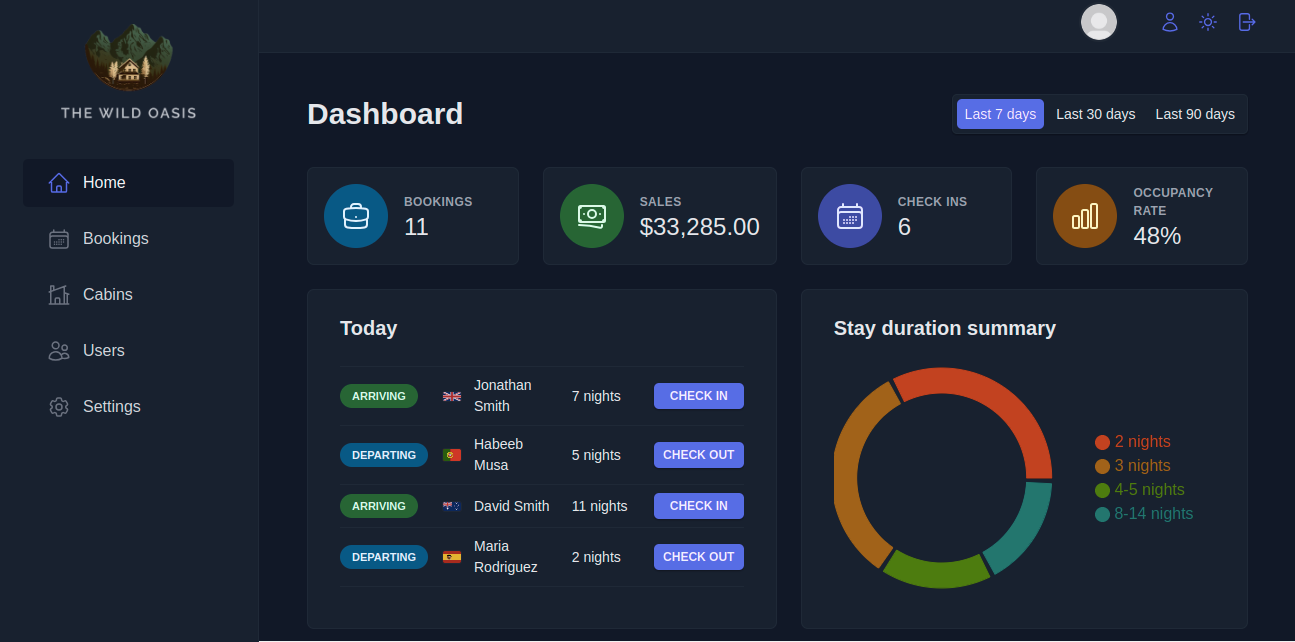 THE WILD OASIS
Home
Bookings
Cabins
Users
Settings
Dashboard
Last 7 days Last 30 days Last 90 days
BOOKINGS
11
SALES
$33,285.00
CHECK INS
6
OCCUPANCY
RATE
48%
Today
ARRIVING Jonathan
Smith 7 nights CHECK IN
DEPARTING Habeeb
Musa 5 nights CHECK OUT
ARRIVING David Smith 11 nights CHECK IN
DEPARTING Maria
Rodriguez 2 nights CHECK OUT
Stay duration summary
2 nights
3 nights
4-5 nights
8-14 nights